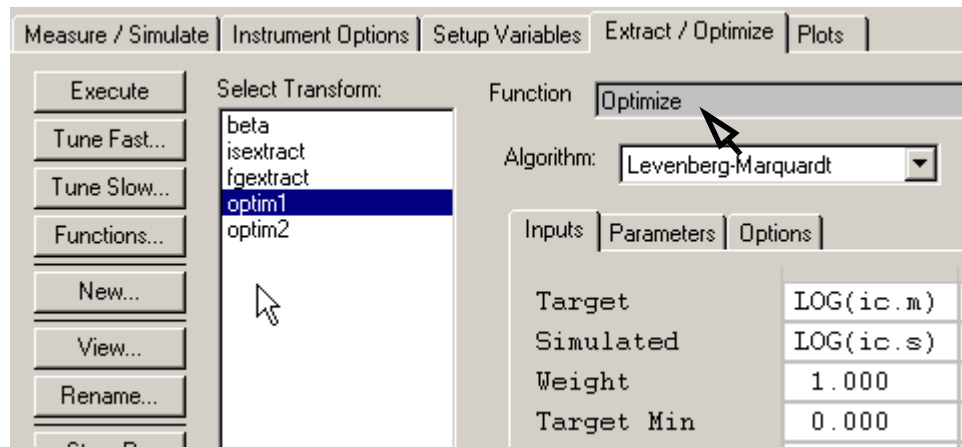 Measure / Simulate Instrument Options Setup Variables Extract / Optimize Plots
Execute
Tune Fast...
Tune Slow...
Functions...
New...
View...
Rename...
Select Transform:
beta
isextract
fgextract
optim1
optim2
Function Optimize
Algorithm: Levenberg-Marquardt
Inputs Parameters Options
Target LOG(ic.m)
Simulated LOG(ic.s)
Weight 1.000
Target Min 0.000